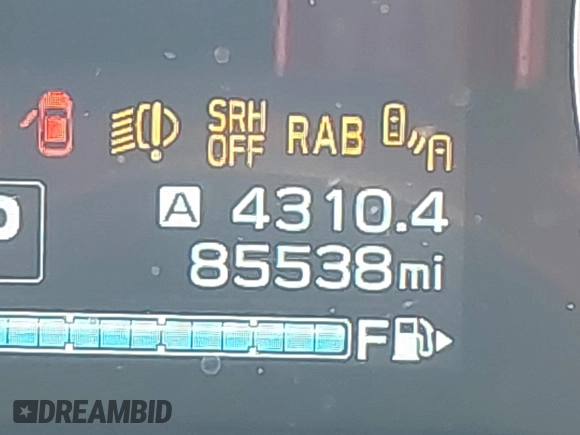 SRH
OFF
RAB
A 4310.4
85538mi
F
DREAMBID